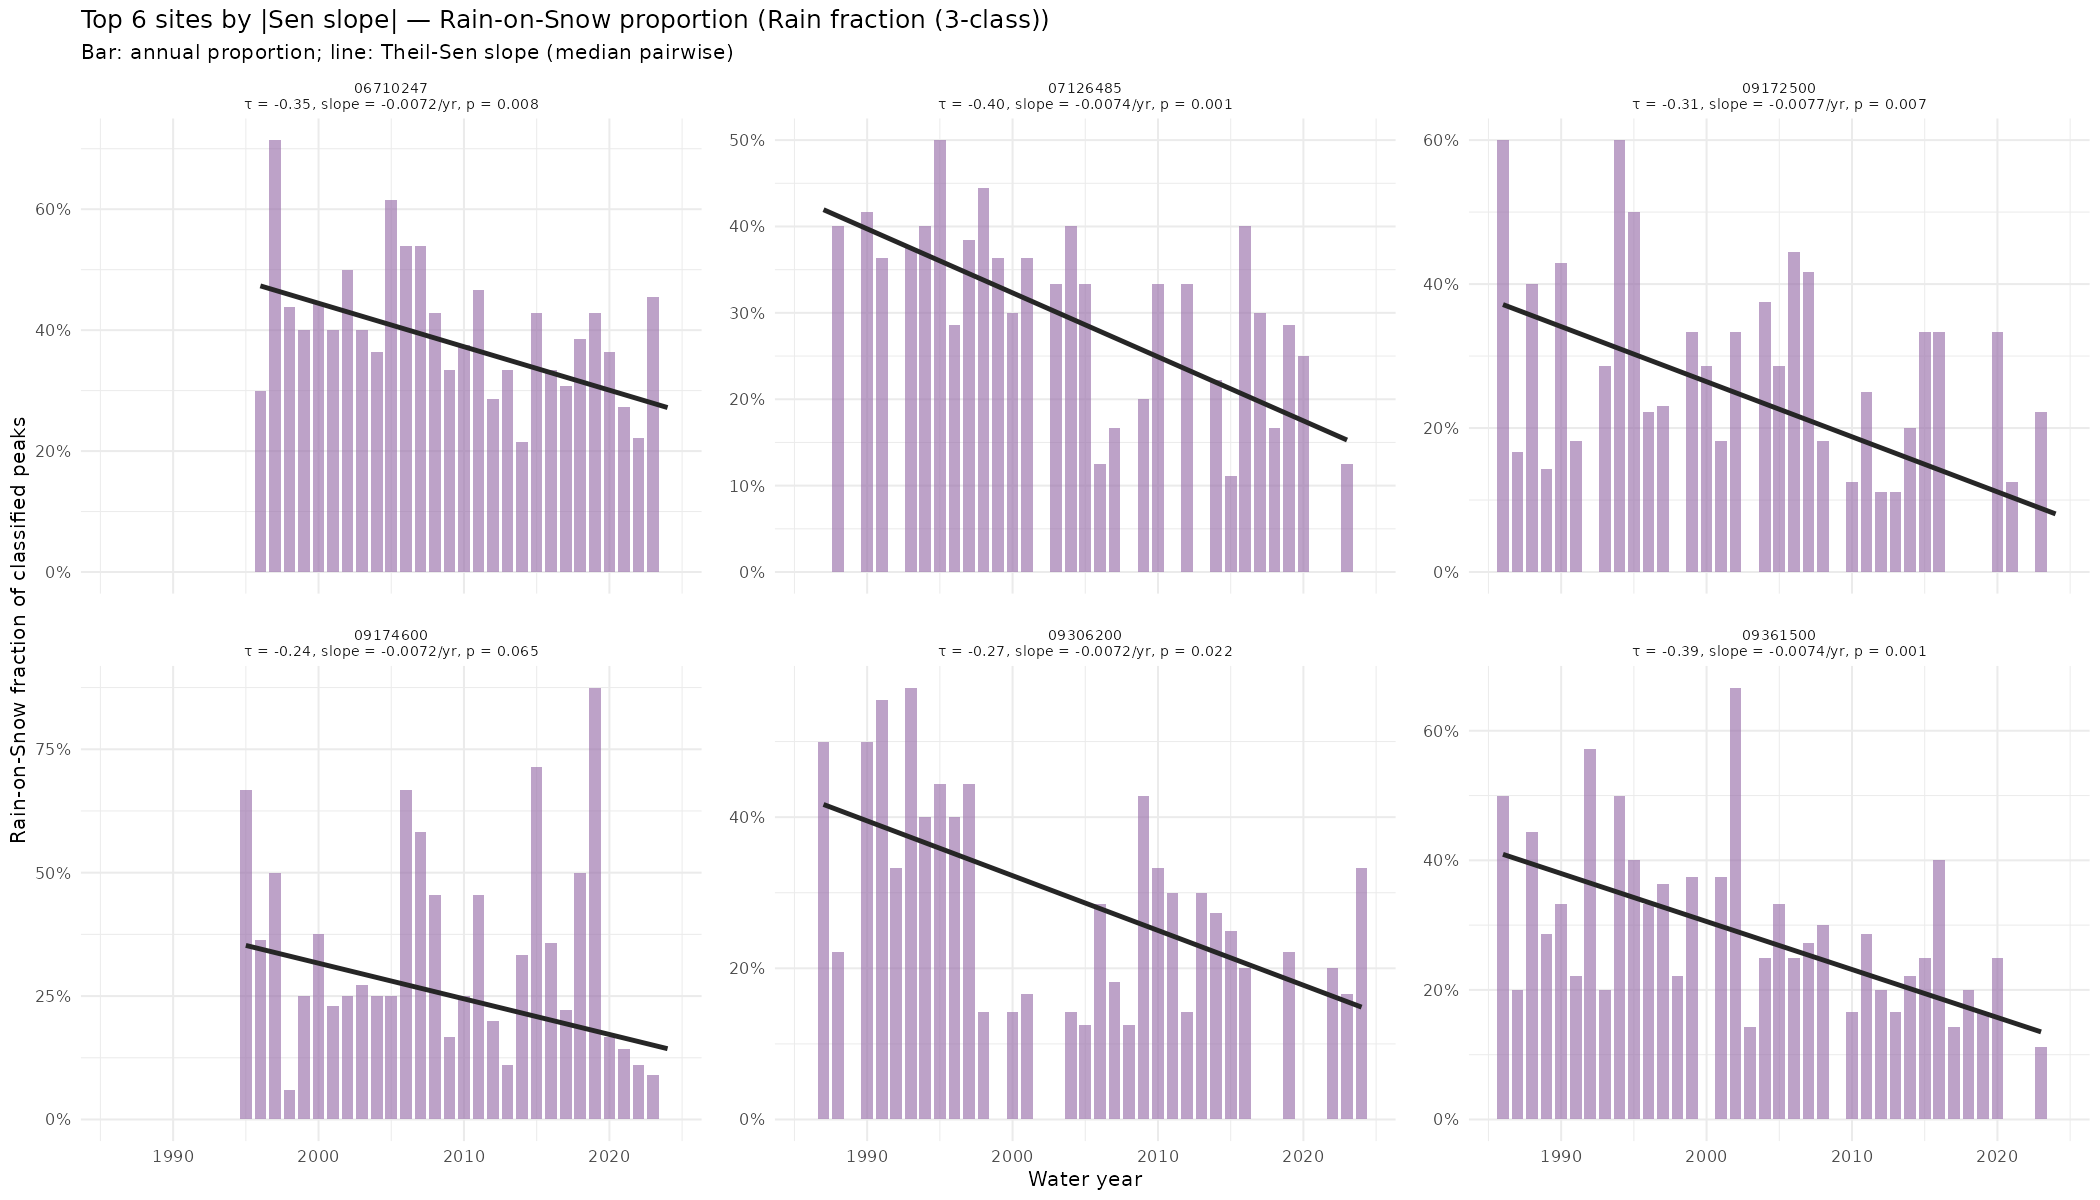 Top 6 sites by |Sen slope| — Rain-on-Snow proportion (Rain fraction (3-class))
Bar: annual proportion; line: Theil-Sen slope (median pairwise)
06710247
τ = -0.35, slope = -0.0072/yr, p = 0.008
07126485
τ = -0.40, slope = -0.0074/yr, p = 0.001
09172500
τ = -0.31, slope = -0.0077/yr, p = 0.007
60%
40%
20%
0%
50%
40%
30%
20%
10%
0%
60%
40%
20%
0%
Rain-on-Snow fraction of classified peaks
09174600
τ = -0.24, slope = -0.0072/yr, p = 0.065
09306200
τ = -0.27, slope = -0.0072/yr, p = 0.022
09361500
τ = -0.39, slope = -0.0074/yr, p = 0.001
75%
50%
25%
0%
40%
20%
0%
60%
40%
20%
0%
1990 2000 2010 2020
1990 2000 2010 2020
1990 2000 2010 2020
Water year